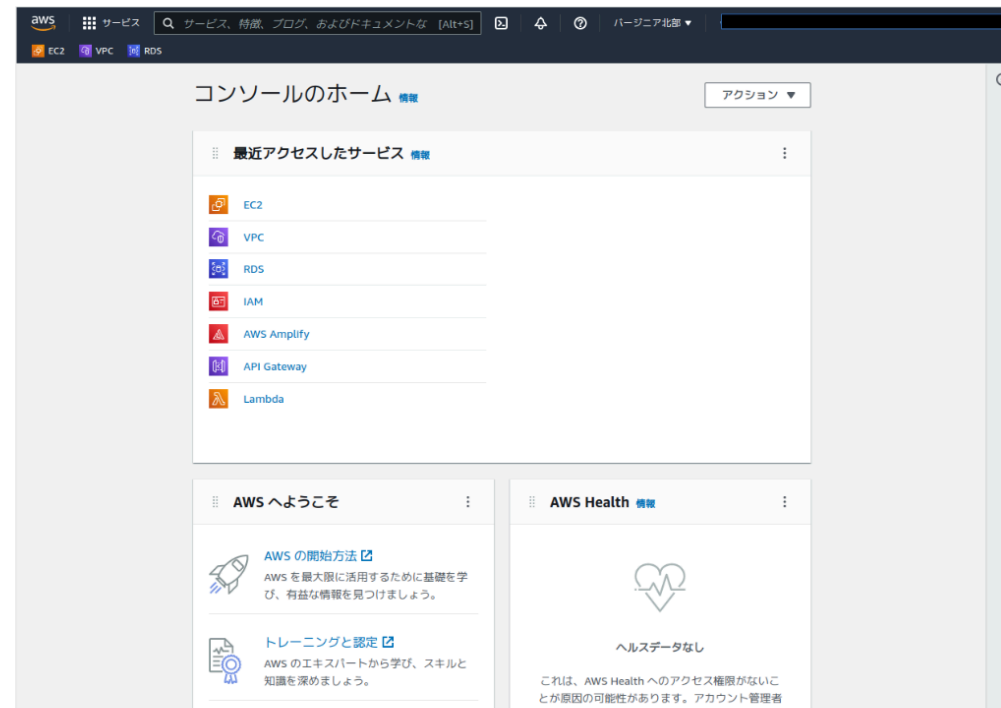 aws
サービス
サービス、特徴、ブログ、およびドキュメントな [Alt+S]
バージニア北部 ▼
EC2
VPC
RDS
コンソールのホーム 情報
アクション ▼
最近アクセスしたサービス 情報
EC2
VPC
RDS
IAM
AWS Amplify
API Gateway
Lambda
AWS へようこそ
AWS の開始方法
AWS を最大限に活用するために基礎を学
び、有益な情報を見つけましょう。
トレーニングと認定
AWS のエキスパートから学び、スキルと
知識を深めましょう。
AWS Health 情報
ヘルスデータなし
これは、AWS Health へのアクセス権限がないこ
とが原因の可能性があります。アカウント管理者